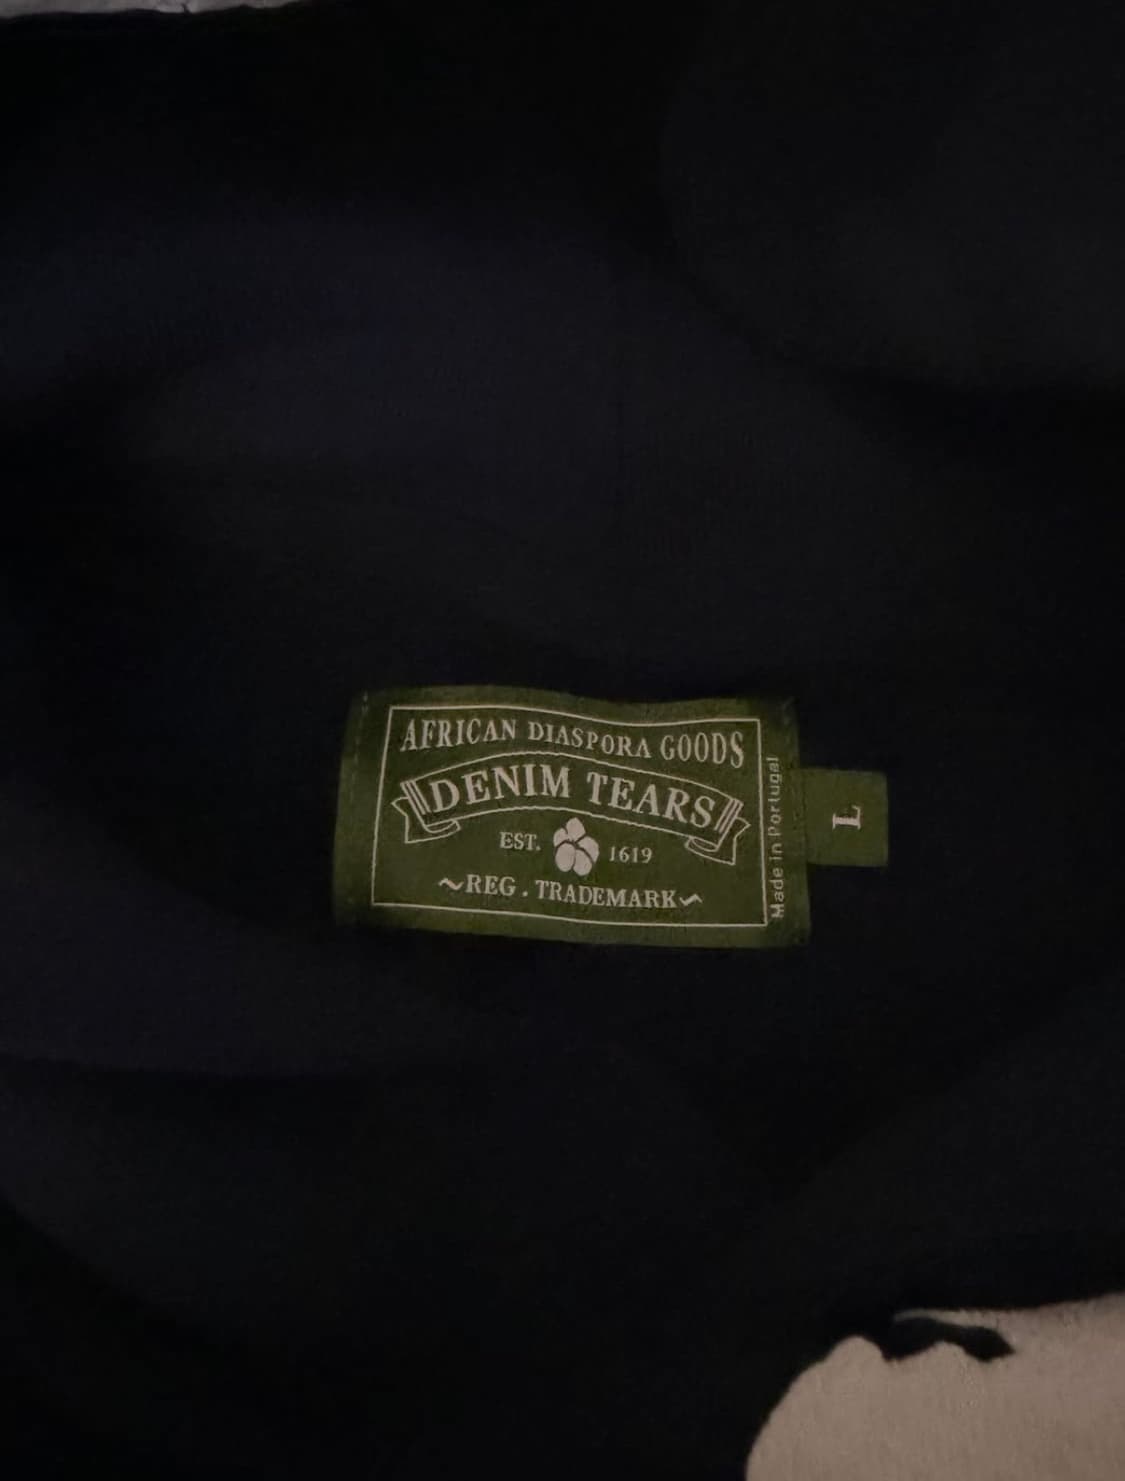 AFRICAN DIASPORA GOODS
DENIM TEARS
EST. 1619
~REG. TRADEMARK~
Made in Portugal
L